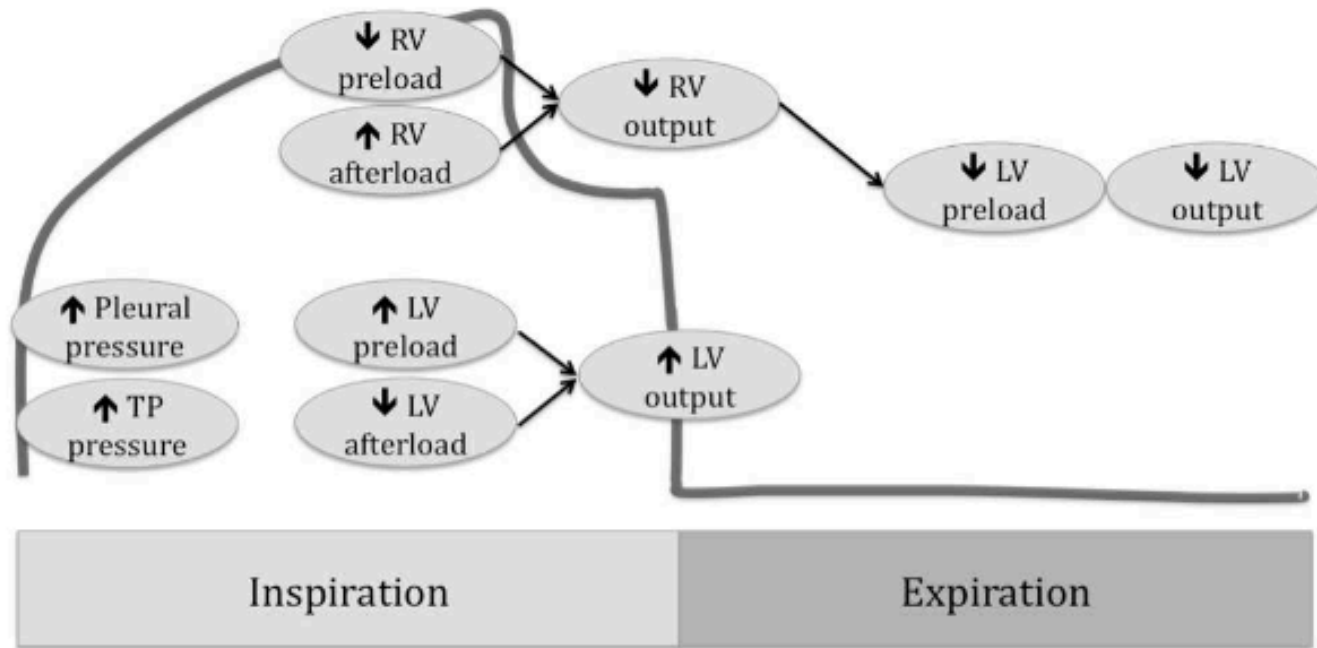 ↓ RV
preload
↑ RV
afterload
↓ RV
output
↓ LV
preload
↓ LV
output
↑ Pleural
pressure
↑ TP
pressure
↑ LV
preload
↓ LV
afterload
↑ LV
output
Inspiration
Expiration